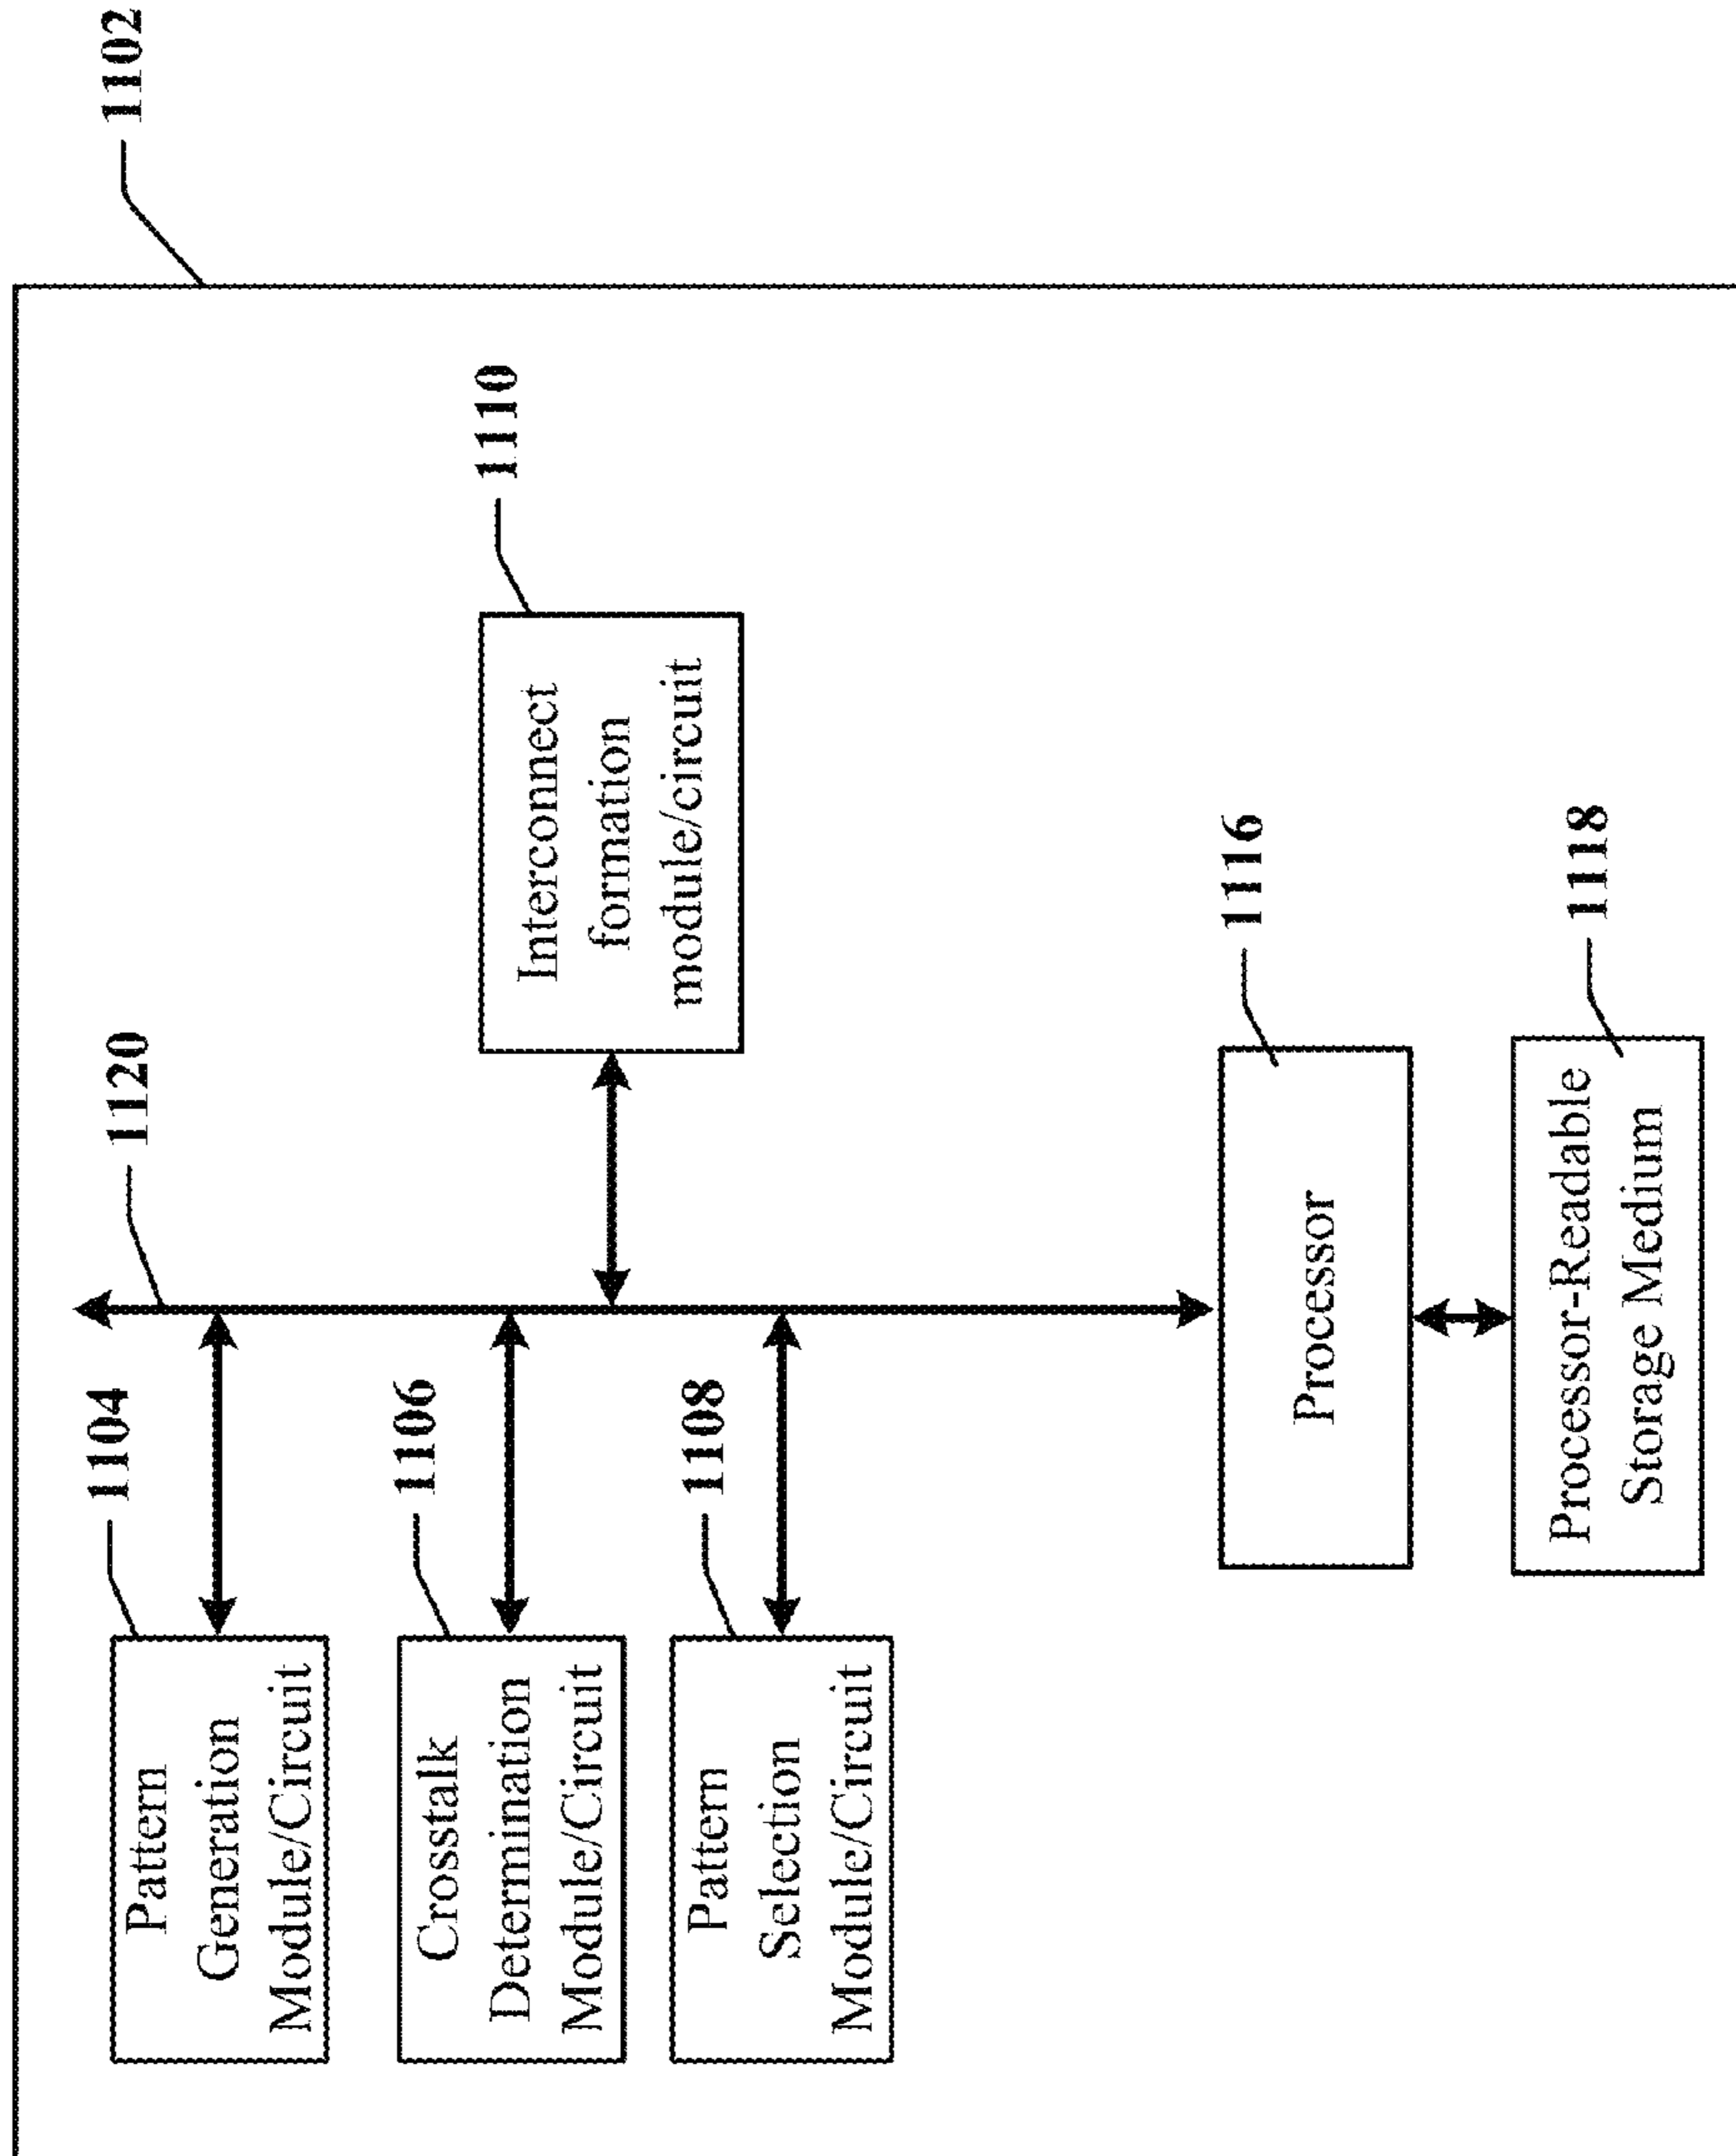 1102
1120
1104
Pattern
Generation
Module/Circuit
1110
Interconnect
formation
module/circuit
1106
Crosstalk
Determination
Module/Circuit
1108
Pattern
Selection
Module/Circuit
1116
Processor
1118
Processor-Readable
Storage Medium